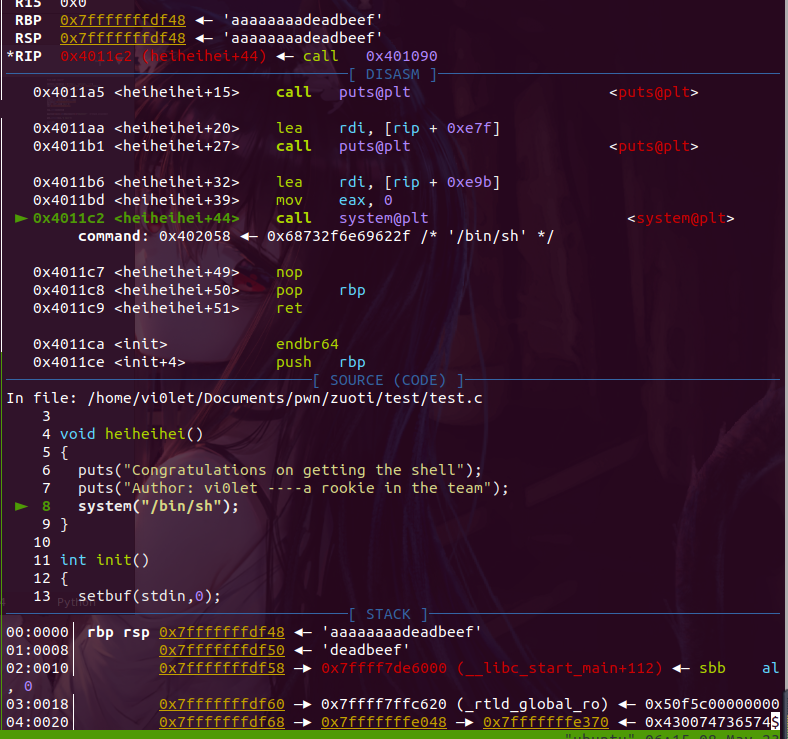 R15 0x0
RBP 0x7fffffffdf48 ◂— 'aaaaaaaadeadbeef'
RSP 0x7fffffffdf48 ◂— 'aaaaaaaadeadbeef'
*RIP 0x4011c2 (heiheihei+44) ◂— call 0x401090
[ DISASM ]
0x4011a5 <heiheihei+15> call puts@plt <puts@plt>
0x4011aa <heiheihei+20> lea rdi, [rip + 0xe7f]
0x4011b1 <heiheihei+27> call puts@plt <puts@plt>
0x4011b6 <heiheihei+32> lea rdi, [rip + 0xe9b]
0x4011bd <heiheihei+39> mov eax, 0
► 0x4011c2 <heiheihei+44> call system@plt <system@plt>
command: 0x402058 ◂— 0x68732f6e69622f /* '/bin/sh' */
0x4011c7 <heiheihei+49> nop
0x4011c8 <heiheihei+50> pop rbp
0x4011c9 <heiheihei+51> ret
0x4011ca <init> endbr64
0x4011ce <init+4> push rbp
[ SOURCE (CODE) ]
In file: /home/vi0let/Documents/pwn/zuoti/test/test.c
3
4 void heiheihei()
5 {
6 puts("Congratulations on getting the shell");
7 puts("Author: vi0let ----a rookie in the team");
► 8 system("/bin/sh");
9 }
10
11 int init()
12 {
13 setbuf(stdin,0);
[ STACK ]
00:0000│ rbp rsp 0x7fffffffdf48 ◂— 'aaaaaaaadeadbeef'
01:0008│ 0x7fffffffdf50 ◂— 'deadbeef'
02:0010│ 0x7fffffffdf58 —▸ 0x7ffff7de6000 (__libc_start_main+112) ◂— sbb al
, 0
03:0018│ 0x7fffffffdf60 —▸ 0x7ffff7ffc620 (_rtld_global_ro) ◂— 0x50f5c00000000
04:0020│ 0x7fffffffdf68 —▸ 0x7fffffffe048 —▸ 0x7fffffffe370 ◂— 0x430074736574$